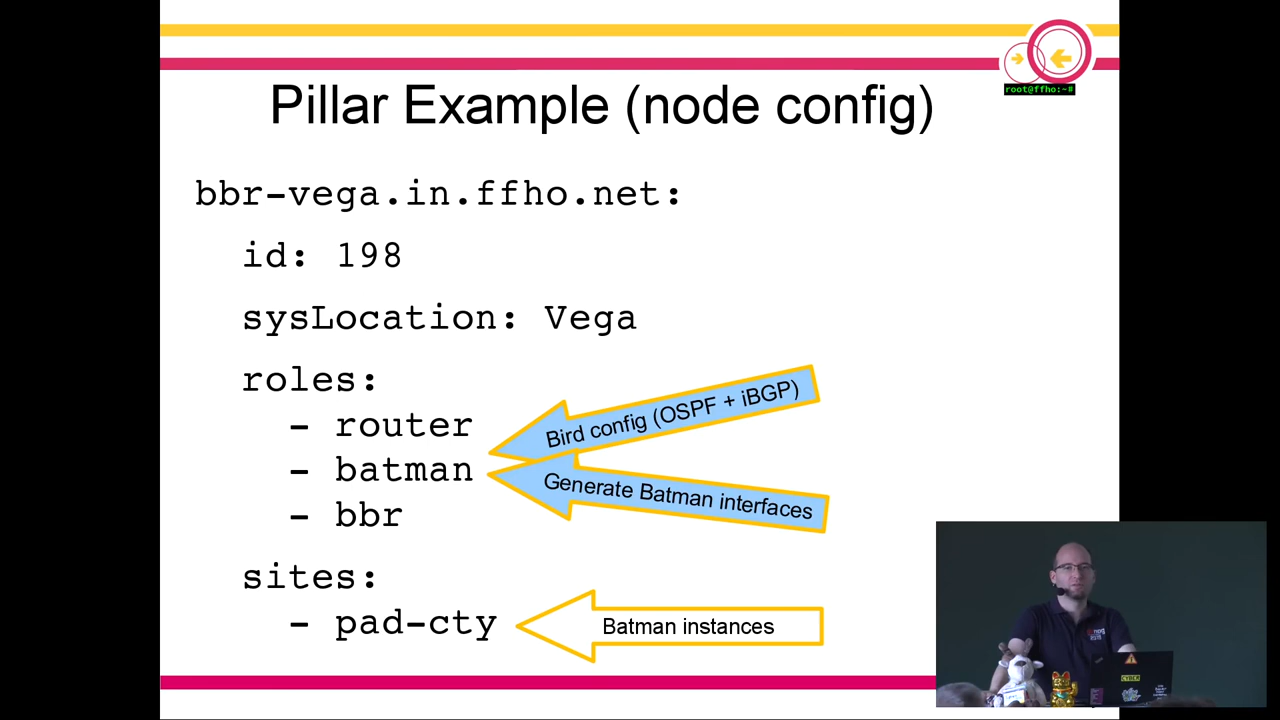 root@ffho:~#
Pillar Example (node config)
bbr-vega.in.ffho.net:
id: 198
sysLocation: Vega
roles:
- router
- batman
- bbr
Bird config (OSPF + iBGP)
Generate Batman interfaces
sites:
- pad-cty
Batman instances
CYBER